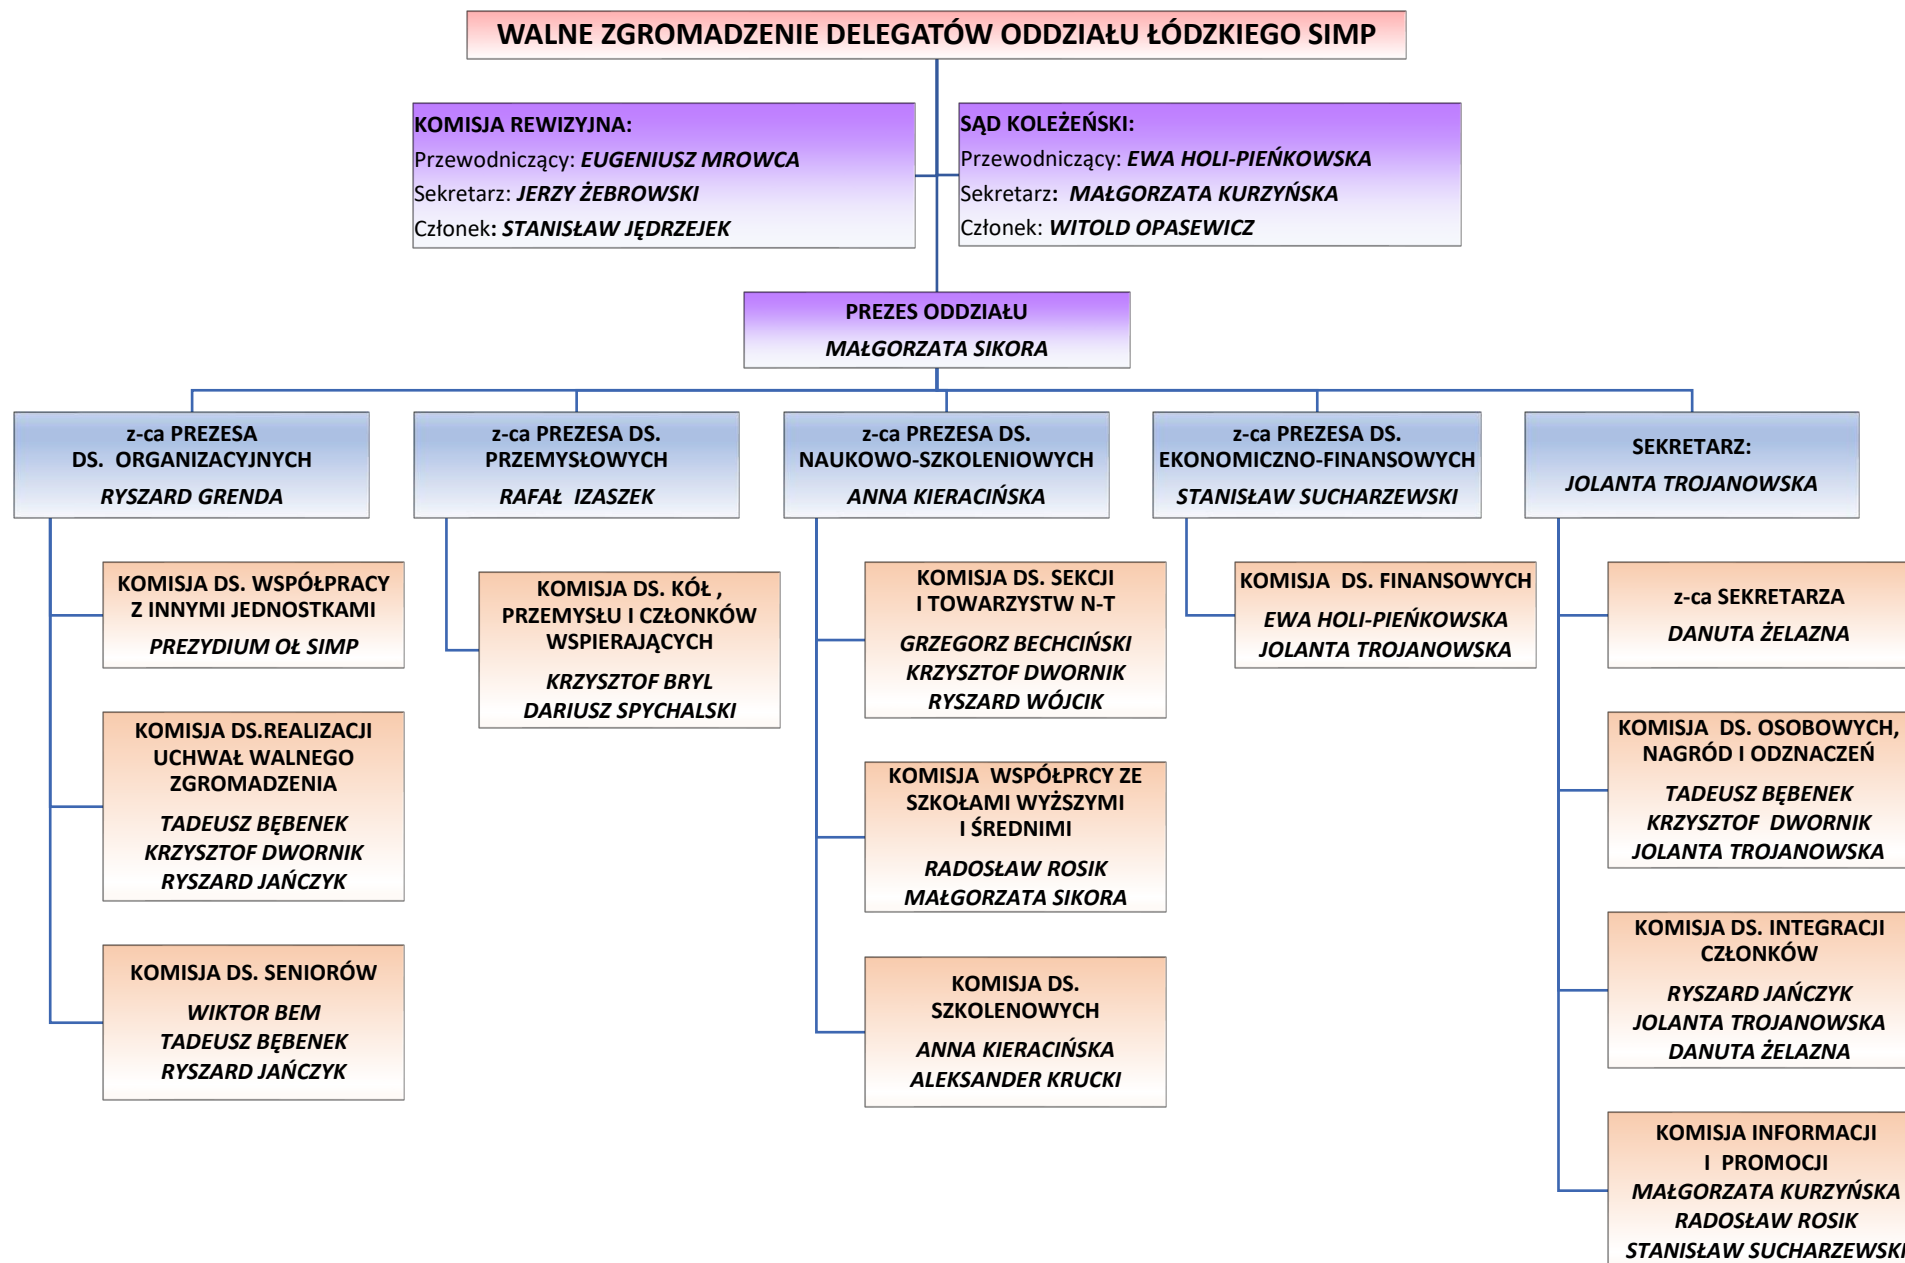 WALNE ZGROMADZENIE DELEGATÓW ODDZIAŁU ŁÓDZKIEGO SIMP
KOMISJA REWIZYJNA:
Przewodniczący: EUGENIUSZ MROWCA
Sekretarz: JERZY ŻEBROWSKI
Członek: STANISŁAW JĘDRZEJEK
SĄD KOLEŻEŃSKI:
Przewodniczący: EWA HOLI-PIEŃKOWSKA
Sekretarz: MAŁGORZATA KURZYŃSKA
Członek: WITOLD OPASEWICZ
PREZES ODDZIAŁU
MAŁGORZATA SIKORA
z-ca PREZESA
DS. ORGANIZACYJNYCH
RYSZARD GRENDA
z-ca PREZESA DS.
PRZEMYSŁOWYCH
RAFAŁ IZASZEK
z-ca PREZESA DS.
NAUKOWO-SZKOLENIOWYCH
ANNA KIERACIŃSKA
z-ca PREZESA DS.
EKONOMICZNO-FINANSOWYCH
STANISŁAW SUCHARZEWSKI
SEKRETARZ:
JOLANTA TROJANOWSKA
KOMISJA DS. WSPÓŁPRACY
Z INNYMI JEDNOSTKAMI
PREZYDIUM OŁ SIMP
KOMISJA DS.REALIZACJI
UCHWAŁ WALNEGO
ZGROMADZENIA
TADEUSZ BĘBENEK
KRZYSZTOF DWORNIK
RYSZARD JAŃCZYK
KOMISJA DS. SENIORÓW
WIKTOR BEM
TADEUSZ BĘBENEK
RYSZARD JAŃCZYK
KOMISJA DS. KÓŁ ,
PRZEMYSŁU I CZŁONKÓW
WSPIERAJĄCYCH
KRZYSZTOF BRYL
DARIUSZ SPYCHALSKI
KOMISJA DS. SEKCJI
I TOWARZYSTW N-T
GRZEGORZ BECHCIŃSKI
KRZYSZTOF DWORNIK
RYSZARD WÓJCIK
KOMISJA WSPÓŁPRCY ZE
SZKOŁAMI WYŻSZYMI
I ŚREDNIMI
RADOSŁAW ROSIK
MAŁGORZATA SIKORA
KOMISJA DS.
SZKOLENOWYCH
ANNA KIERACIŃSKA
ALEKSANDER KRUCKI
KOMISJA DS. FINANSOWYCH
EWA HOLI-PIEŃKOWSKA
JOLANTA TROJANOWSKA
z-ca SEKRETARZA
DANUTA ŻELAZNA
KOMISJA DS. OSOBOWYCH,
NAGRÓD I ODZNACZEŃ
TADEUSZ BĘBENEK
KRZYSZTOF DWORNIK
JOLANTA TROJANOWSKA
KOMISJA DS. INTEGRACJI
CZŁONKÓW
RYSZARD JAŃCZYK
JOLANTA TROJANOWSKA
DANUTA ŻELAZNA
KOMISJA INFORMACJI
I PROMOCJI
MAŁGORZATA KURZYŃSKA
RADOSŁAW ROSIK
STANISŁAW SUCHARZEWSKI